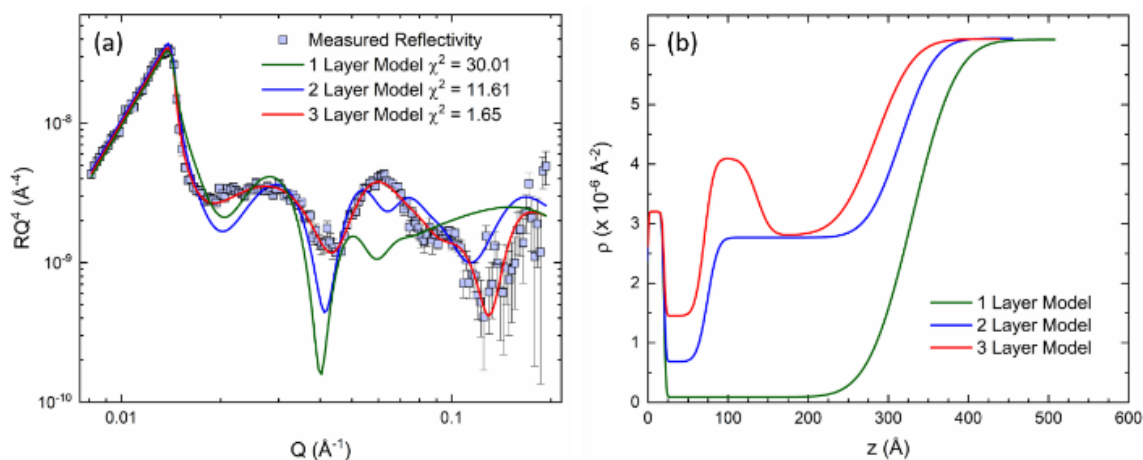 (a)
Measured Reflectivity
1 Layer Model χ² = 30.01
2 Layer Model χ² = 11.61
3 Layer Model χ² = 1.65
RQ⁴ (Å⁻⁴)
10⁻⁸
10⁻⁹
10⁻¹⁰
0.01
0.1
Q (Å⁻¹)
(b)
ρ (x 10⁻⁶ Å⁻²)
6
5
4
3
2
1
0
1 Layer Model
2 Layer Model
3 Layer Model
0 100 200 300 400 500 600
z (Å)